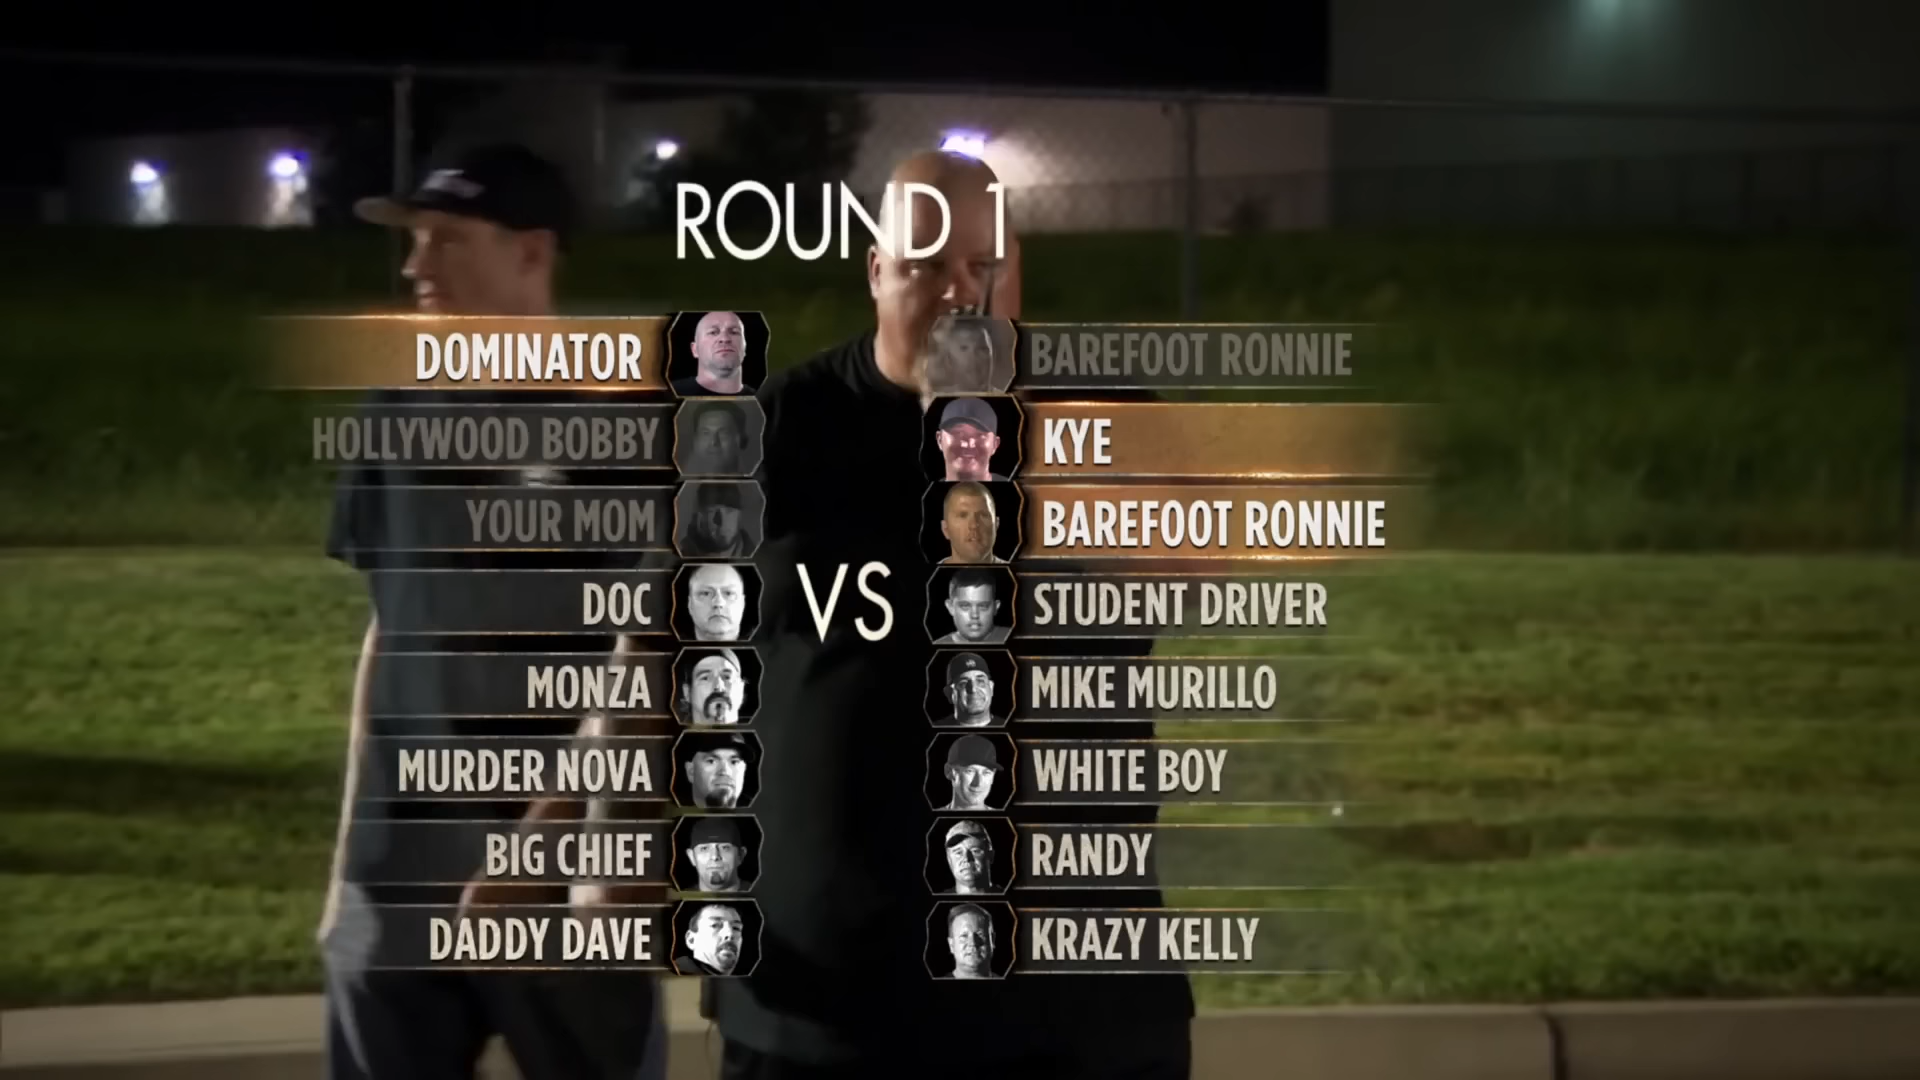 ROUND 1
DOMINATOR BAREFOOT RONNIE
HOLLYWOOD BOBBY KYE
YOUR MOM BAREFOOT RONNIE
VS
DOC STUDENT DRIVER
MONZA MIKE MURILLO
MURDER NOVA WHITE BOY
BIG CHIEF RANDY
DADDY DAVE KRAZY KELLY